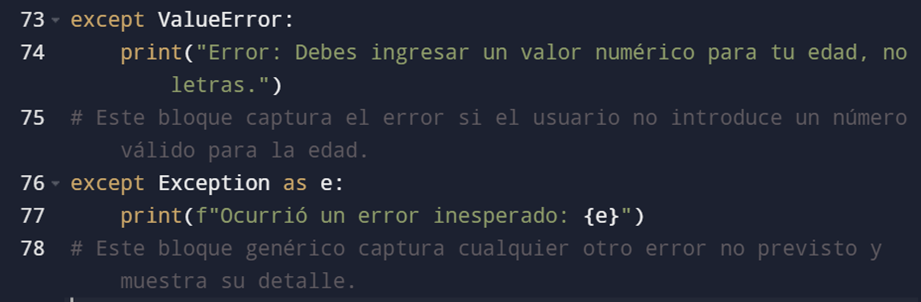 73 except ValueError:
74 print("Error: Debes ingresar un valor numérico para tu edad, no
letras.")
75 # Este bloque captura el error si el usuario no introduce un número
válido para la edad.
76 except Exception as e:
77 print(f"Ocurrió un error inesperado: {e}")
78 # Este bloque genérico captura cualquier otro error no previsto y
muestra su detalle.